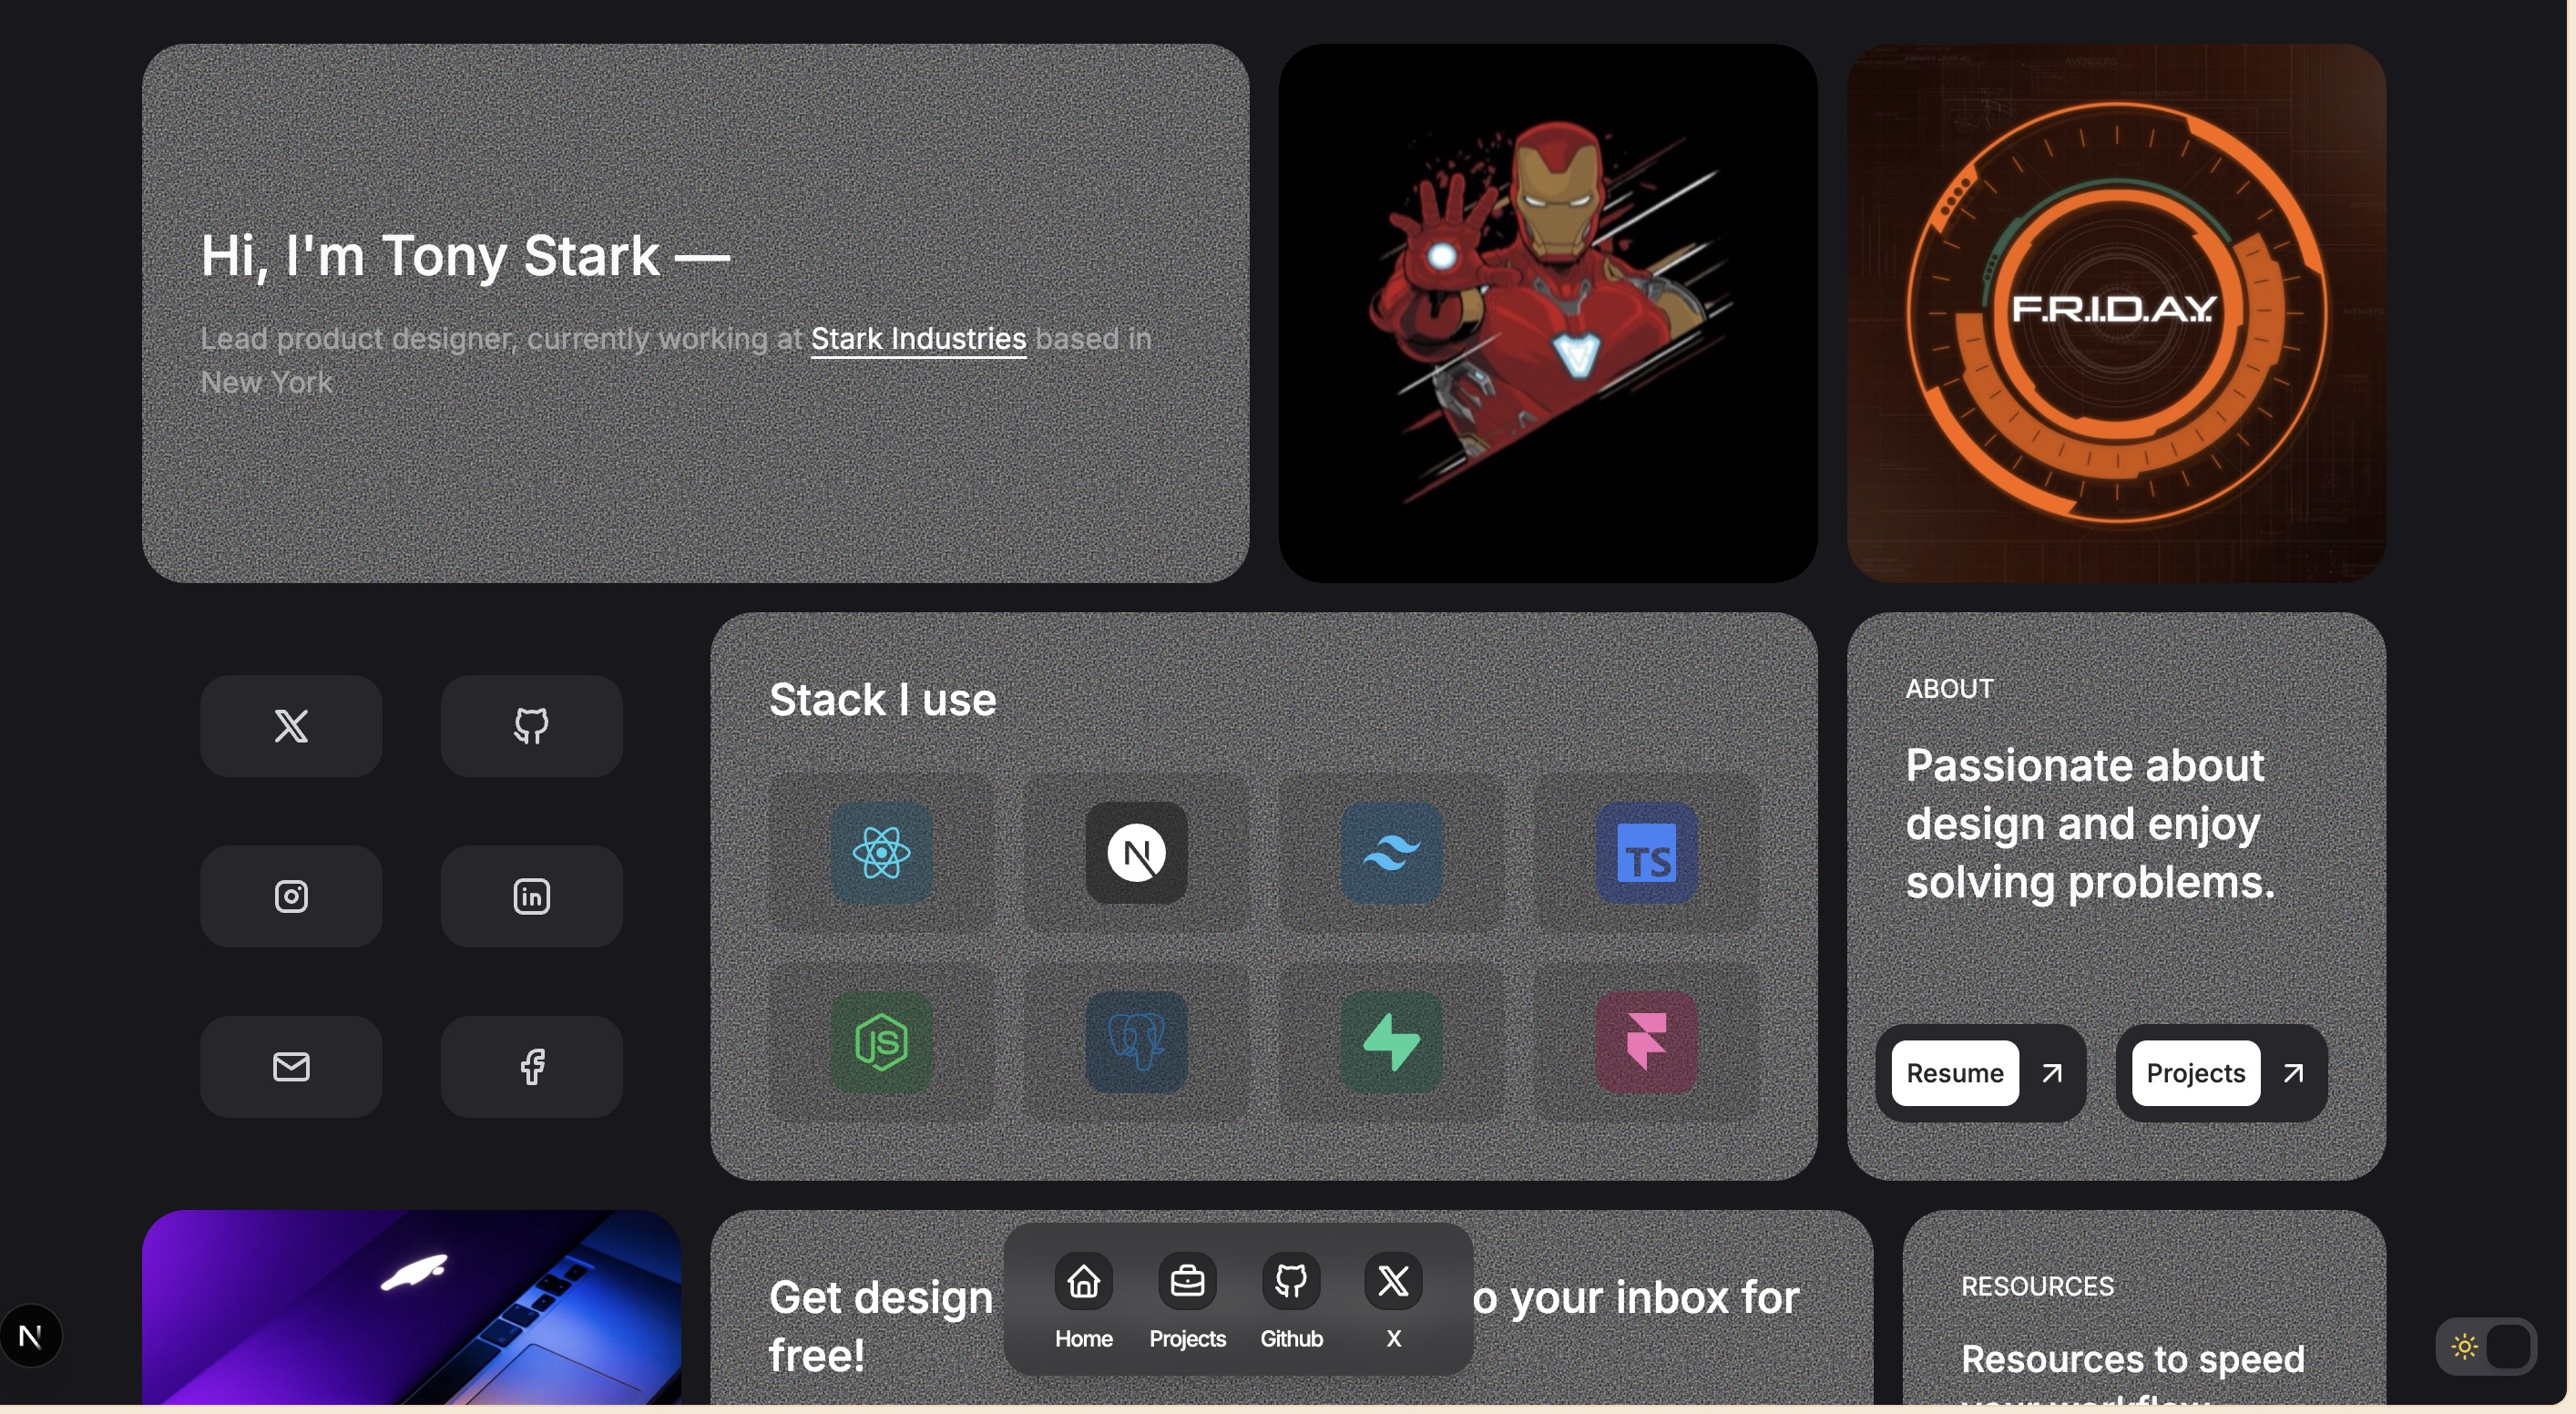 Hi, I'm Tony Stark —
Lead product designer, currently working at Stark Industries based in
New York
F.R.I.D.A.Y.
Stack I use
N
TS
JS
ABOUT
Passionate about
design and enjoy
solving problems.
Resume
Projects
Get design
o your inbox for
free!
Home
Projects
Github
X
RESOURCES
Resources to speed
your workflow
N